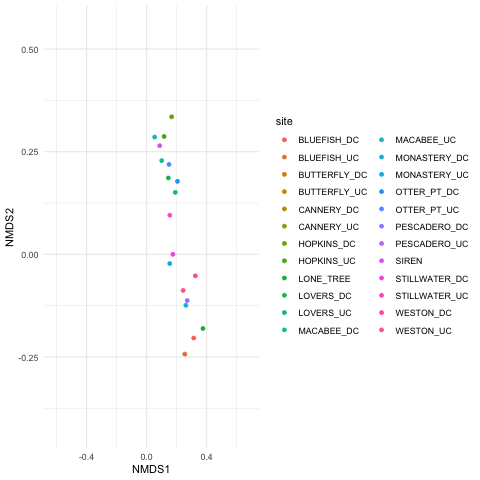 0.50
0.25
0.00
-0.25
NMDS2
-0.4
0.0
0.4
NMDS1
site
BLUEFISH_DC
BLUEFISH_UC
BUTTERFLY_DC
BUTTERFLY_UC
CANNERY_DC
CANNERY_UC
HOPKINS_DC
HOPKINS_UC
LONE_TREE
LOVERS_DC
LOVERS_UC
MACABEE_DC
MACABEE_UC
MONASTERY_DC
MONASTERY_UC
OTTER_PT_DC
OTTER_PT_UC
PESCADERO_DC
PESCADERO_UC
SIREN
STILLWATER_DC
STILLWATER_UC
WESTON_DC
WESTON_UC